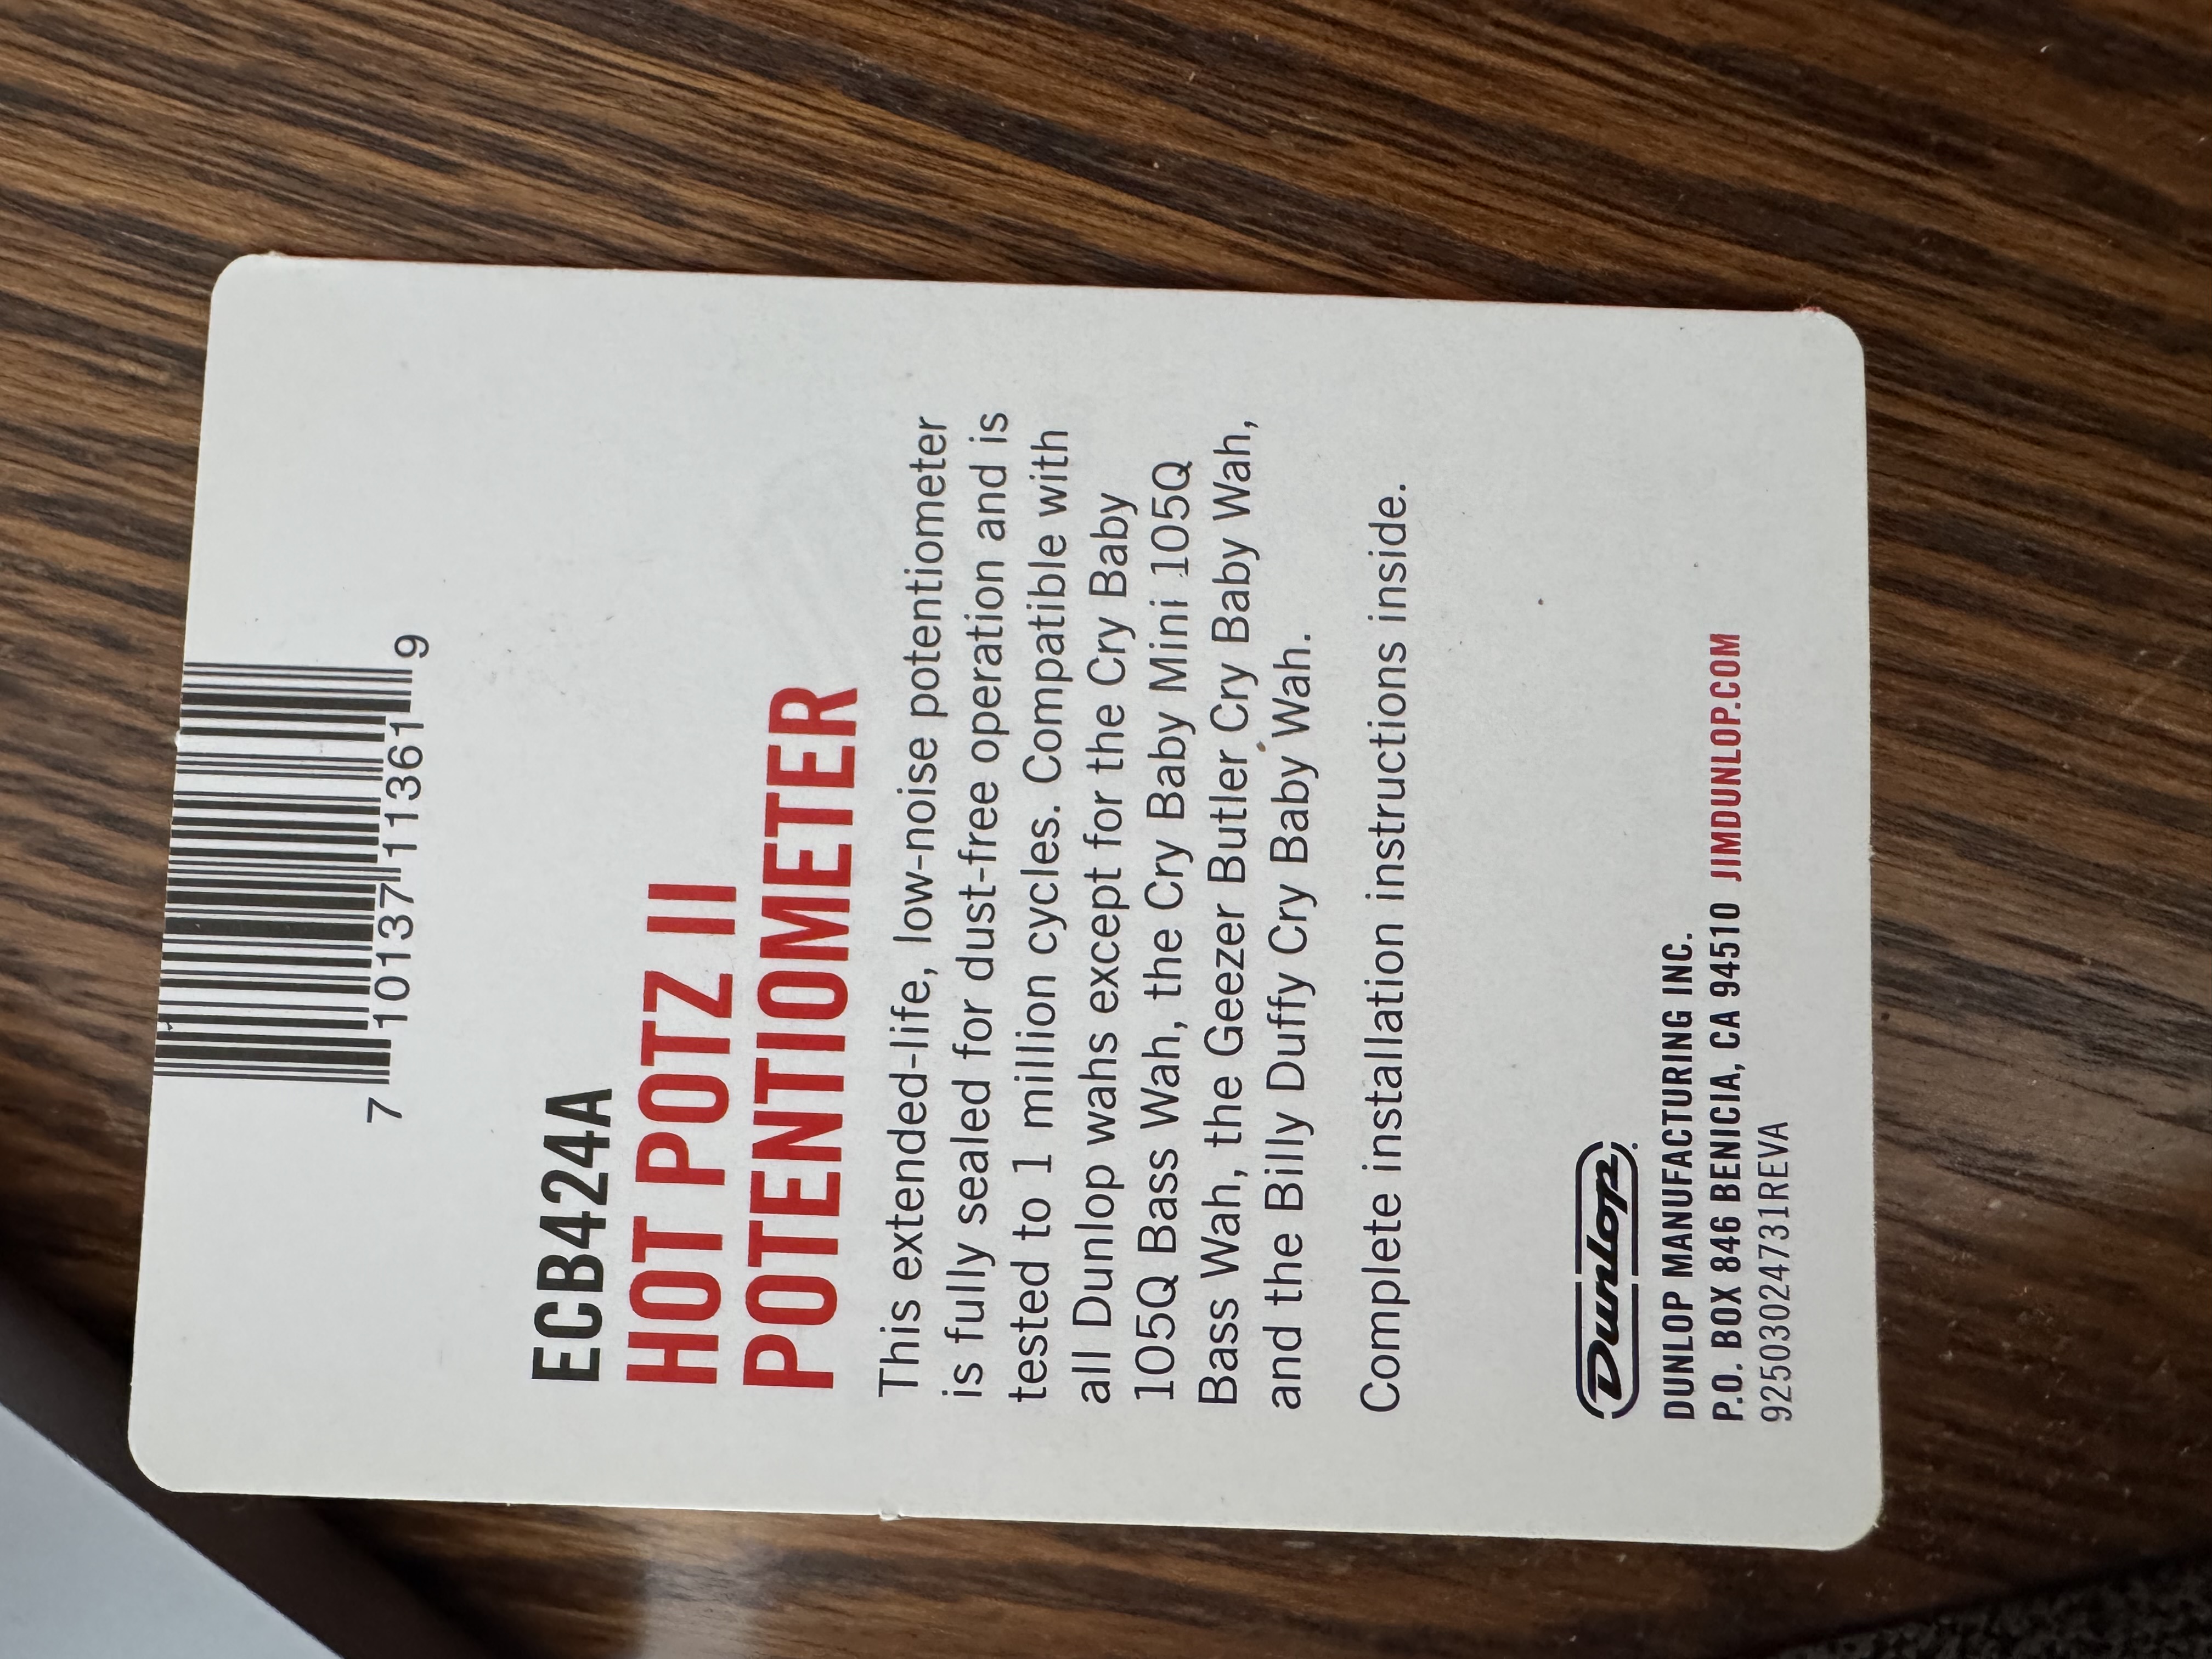 7 10137 11361 9
ECB424A
HOT POTZ II
POTENTIOMETER
This extended-life, low-noise potentiometer
is fully sealed for dust-free operation and is
tested to 1 million cycles. Compatible with
all Dunlop wahs except for the Cry Baby
105Q Bass Wah, the Cry Baby Mini 105Q
Bass Wah, the Geezer Butler Cry Baby Wah,
and the Billy Duffy Cry Baby Wah.
Complete installation instructions inside.
Dunlop
DUNLOP MANUFACTURING INC.
P.O. BOX 846 BENICIA, CA 94510 JIMDUNLOP.COM
92503024731REVA